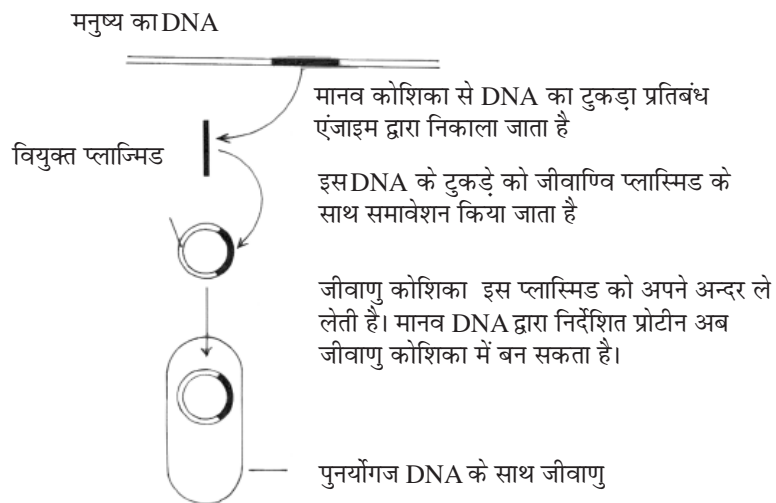 मनुष्य का DNA
मानव कोशिका से DNA का टुकड़ा प्रतिबंध
एंजाइम द्वारा निकाला जाता है
वियुक्त प्लाज्मिड
इस DNA के टुकड़े को जीवाण्वि प्लास्मिड के
साथ समावेशन किया जाता है
जीवाणु कोशिका इस प्लास्मिड को अपने अन्दर ले
लेती है। मानव DNA द्वारा निर्देशित प्रोटीन अब
जीवाणु कोशिका में बन सकता है।
पुनर्योगज DNA के साथ जीवाणु